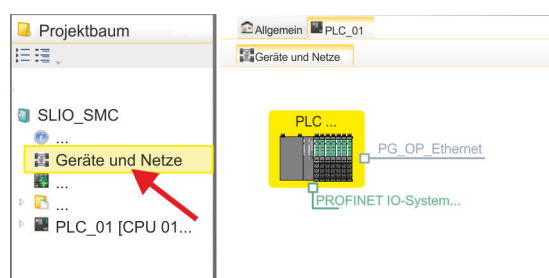 Projektbaum
SLIO_SMC
...
Geräte und Netze
...
...
PLC_01 [CPU 01...
Allgemein
PLC_01
Geräte und Netze
PLC ...
PG_OP_Ethernet
PROFINET IO-System...